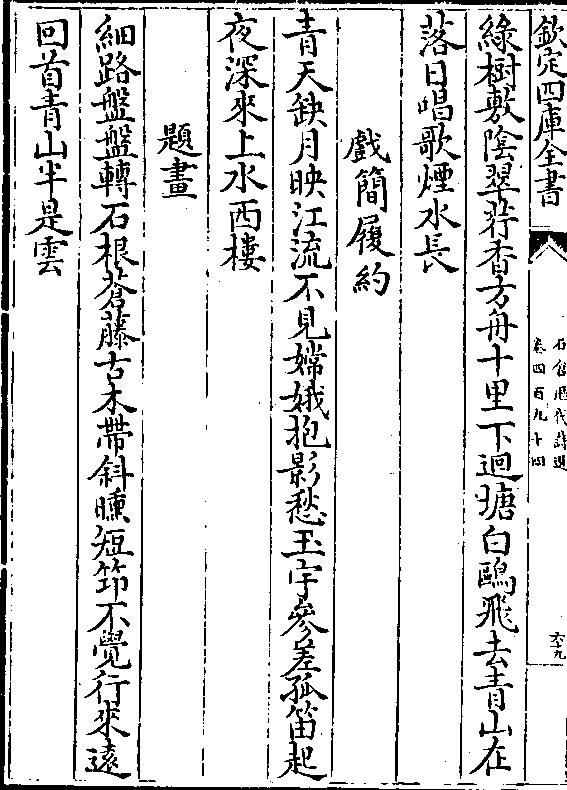 欽定四庫全書
石倉歷代詩選
卷四百九十四
六十九
綠樹敷陰翠荇香方舟十里下迴塘白鷗飛去青山在
落日唱歌煙水長
戲簡履約
青天缺月映江流不見嫦娥抱影愁玉宇參差孤笛起
夜深來上水西樓
題畫
細路盤盤轉石根蒼藤古木帶斜曛短笻不覺行來遠
回首青山半是雲